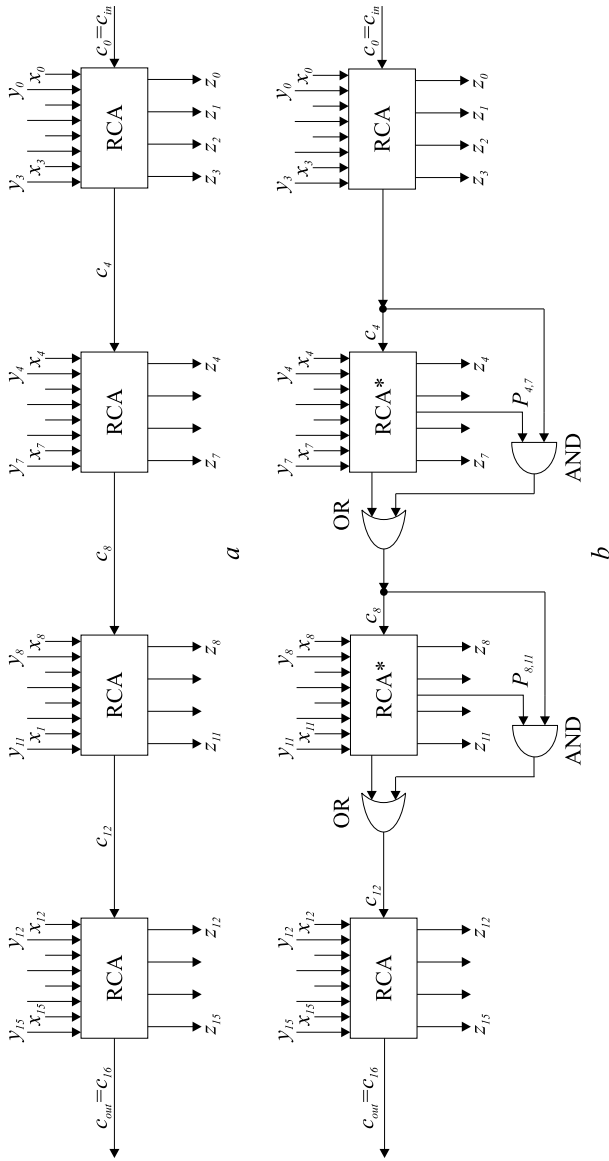 y15 y12 y11 y8 y7 y4 y3 y0
x15 x12 x1 x8 x7 x4 x3 x0
cout=c16 RCA c12 RCA c8 RCA c4 RCA c0=cin
z15 z12 z11 z8 z7 z4 z3 z2 z1 z0
a
y15 y12 y11 y8 y7 y4 y3 y0
x15 x12 x11 x8 x7 x4 x3 x0
OR OR
cout=c16 RCA c12 RCA* c8 RCA* c4 RCA c0=cin
z15 z12 z11 z8 z7 z4 z3 z2 z1 z0
P8,11 P4,7
AND AND
b